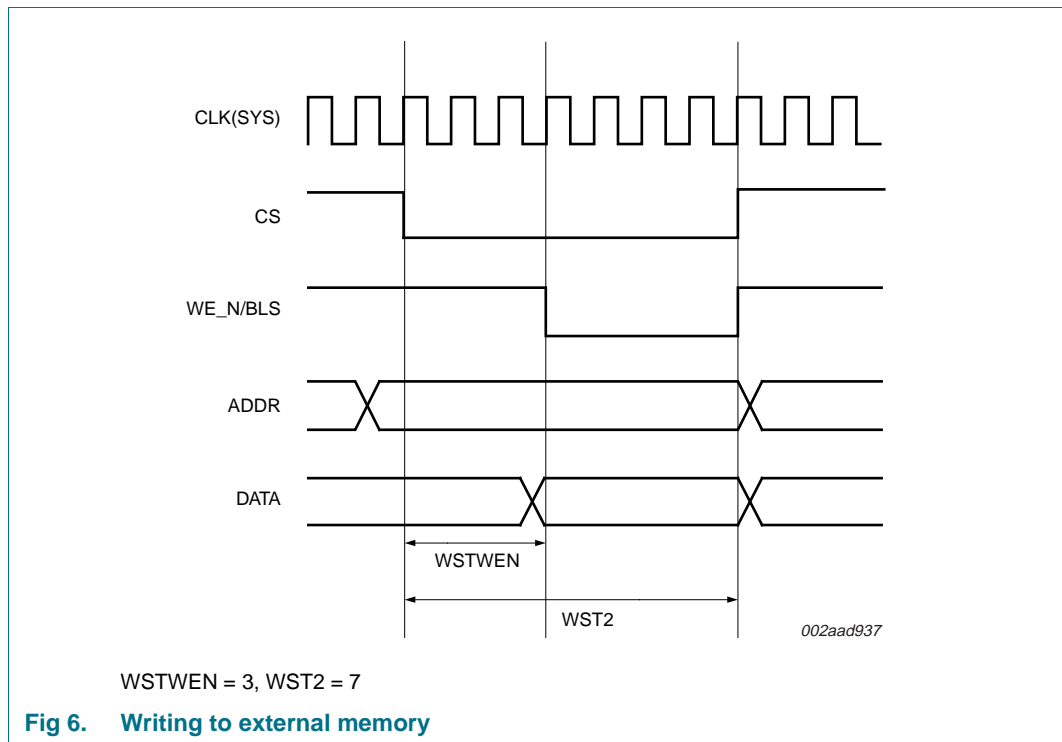 CLK(SYS)
CS
WE_N/BLS
ADDR
DATA
WSTWEN
WST2
002aad937
WSTWEN = 3, WST2 = 7
Fig 6. Writing to external memory